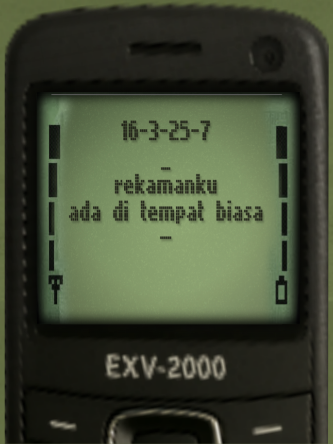 16-3-25-7
–
rekamanku
ada di tempat biasa
–
EXV-2000